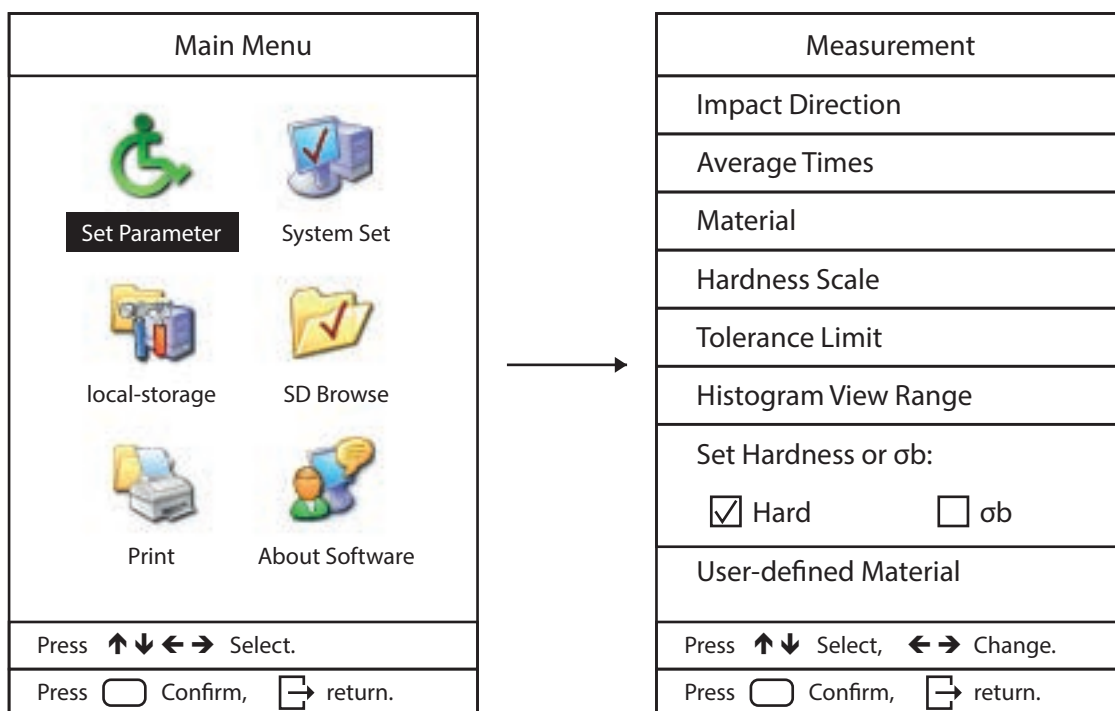 Main Menu
Set Parameter
System Set
local-storage
SD Browse
Print
About Software
Press ↑ ↓ ← → Select.
Press Confirm, return.
Measurement
Impact Direction
Average Times
Material
Hardness Scale
Tolerance Limit
Histogram View Range
Set Hardness or σb:
Hard
σb
User-defined Material
Press ↑ ↓ Select, ← → Change.
Press Confirm, return.